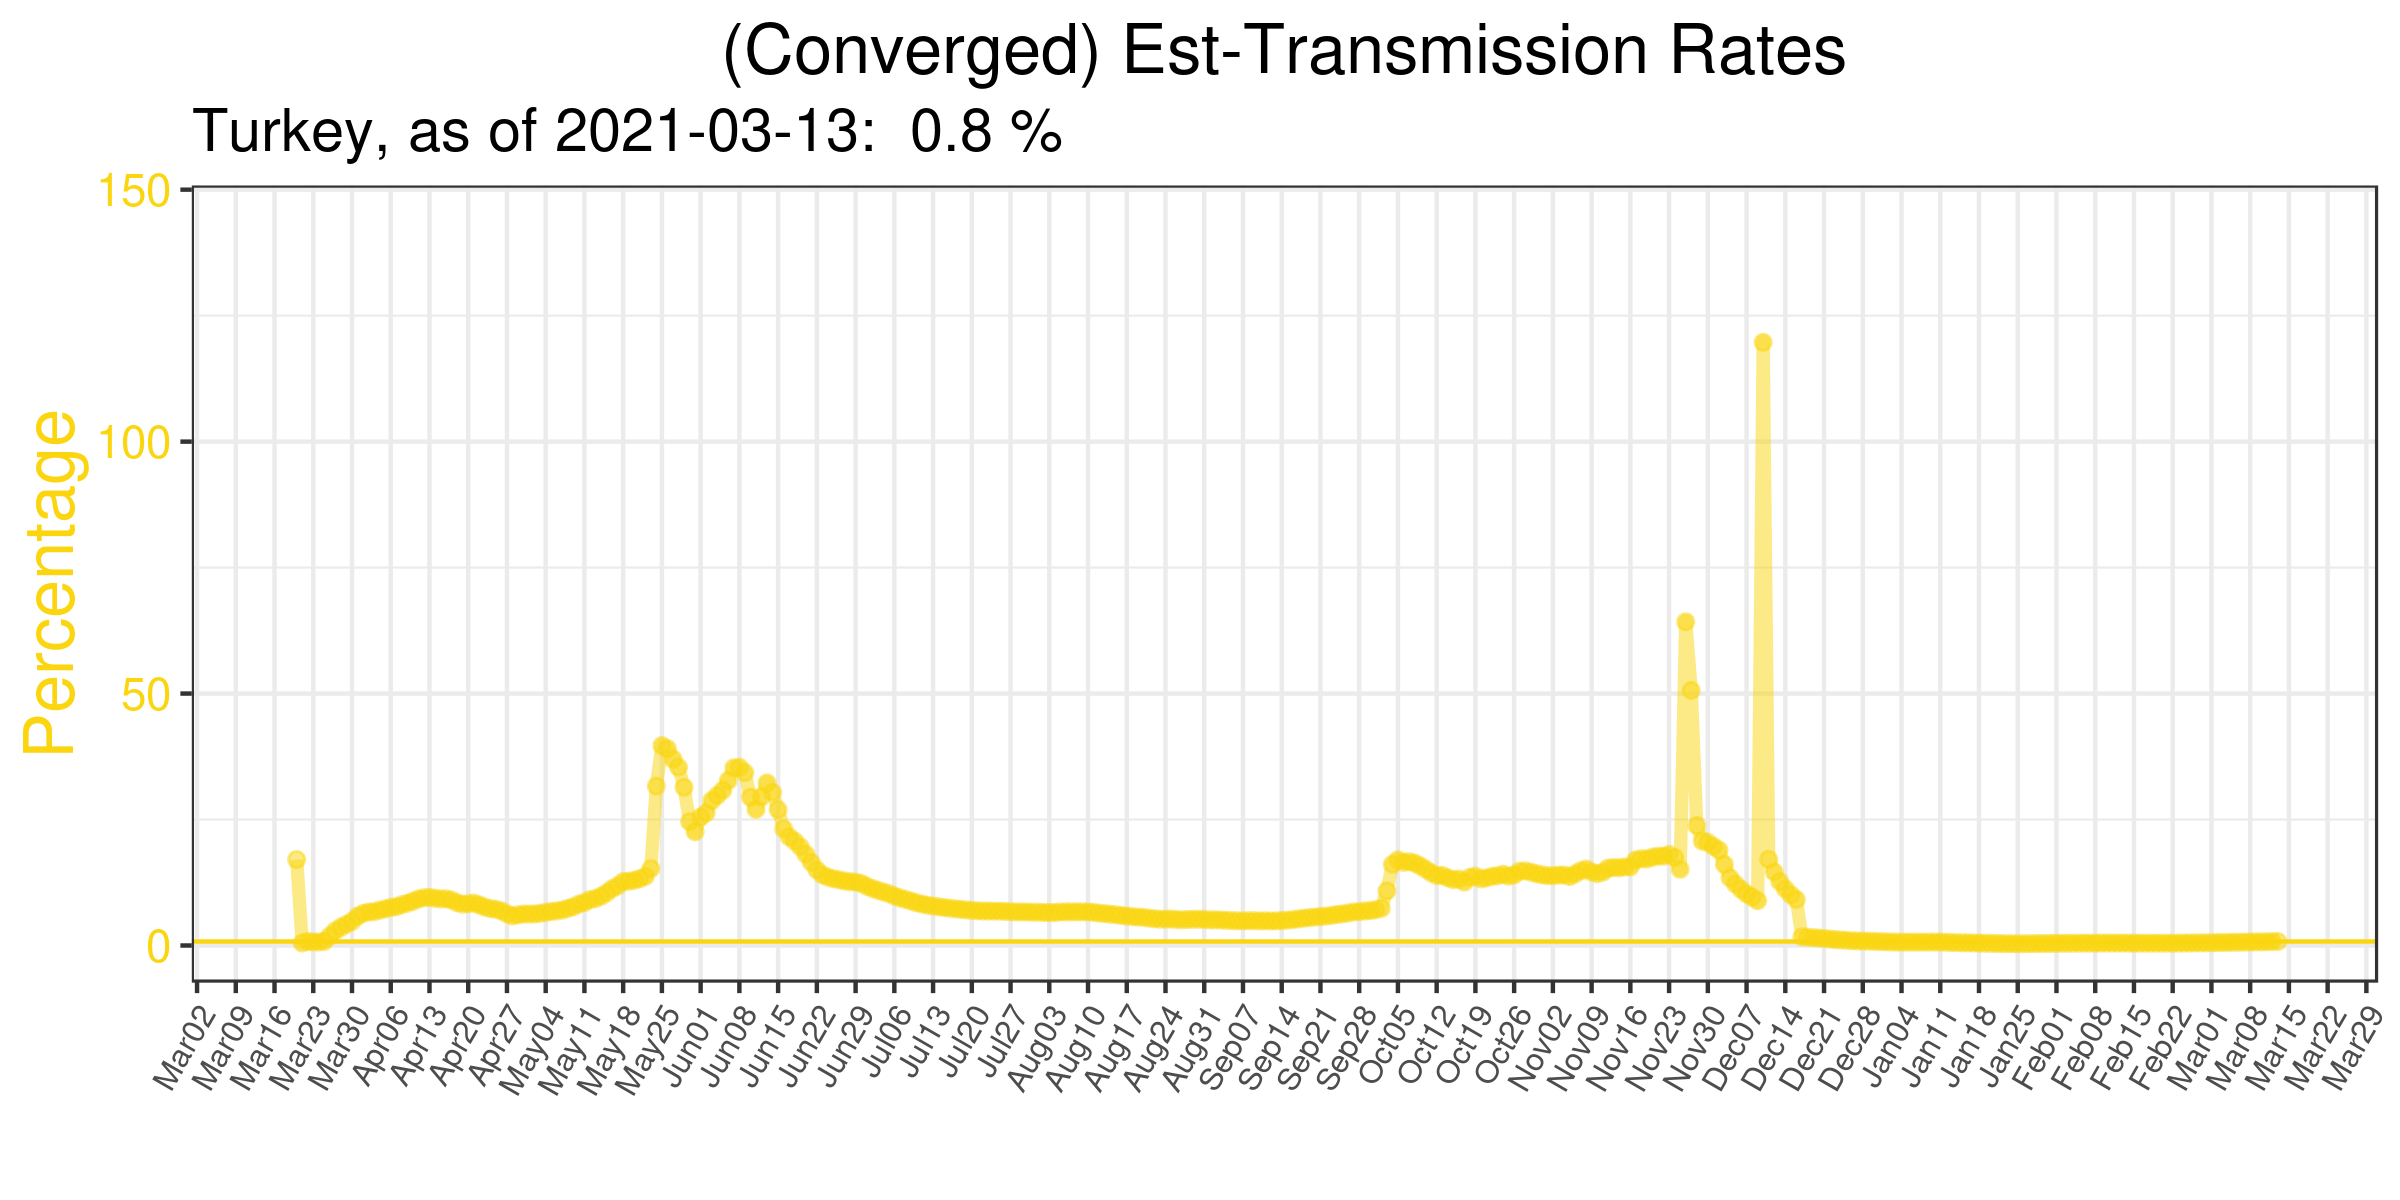 (Converged) Est-Transmission Rates
Turkey, as of 2021-03-13:  0.8 %
Percentage
150
100
50
0
Mar02
Mar09
Mar16
Mar23
Mar30
Apr06
Apr13
Apr20
Apr27
May04
May11
May18
May25
Jun01
Jun08
Jun15
Jun22
Jun29
Jul06
Jul13
Jul20
Jul27
Aug03
Aug10
Aug17
Aug24
Aug31
Sep07
Sep14
Sep21
Sep28
Oct05
Oct12
Oct19
Oct26
Nov02
Nov09
Nov16
Nov23
Nov30
Dec07
Dec14
Dec21
Dec28
Jan04
Jan11
Jan18
Jan25
Feb01
Feb08
Feb15
Feb22
Mar01
Mar08
Mar15
Mar22
Mar29